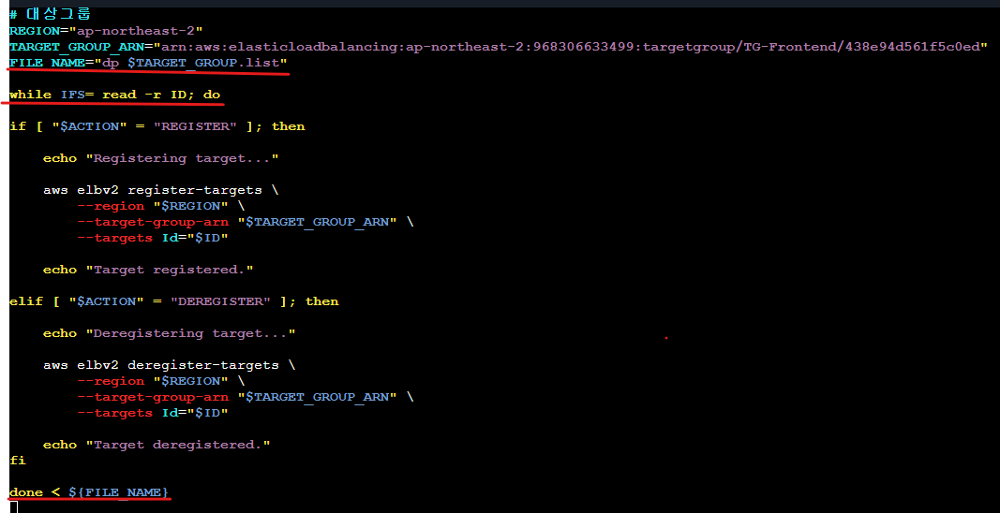 # 대상그룹
REGION="ap-northeast-2"
TARGET_GROUP_ARN="arn:aws:elasticloadbalancing:ap-northeast-2:968306633499:targetgroup/TG-Frontend/438e94d561f5c0ed"
FILE_NAME="dp_$TARGET_GROUP.list"
while IFS= read -r ID; do
if [ "$ACTION" = "REGISTER" ]; then
echo "Registering target..."
aws elbv2 register-targets \
--region "$REGION" \
--target-group-arn "$TARGET_GROUP_ARN" \
--targets Id="$ID"
echo "Target registered."
elif [ "$ACTION" = "DEREGISTER" ]; then
echo "Deregistering target..."
aws elbv2 deregister-targets \
--region "$REGION" \
--target-group-arn "$TARGET_GROUP_ARN" \
--targets Id="$ID"
echo "Target deregistered."
fi
done < ${FILE_NAME}